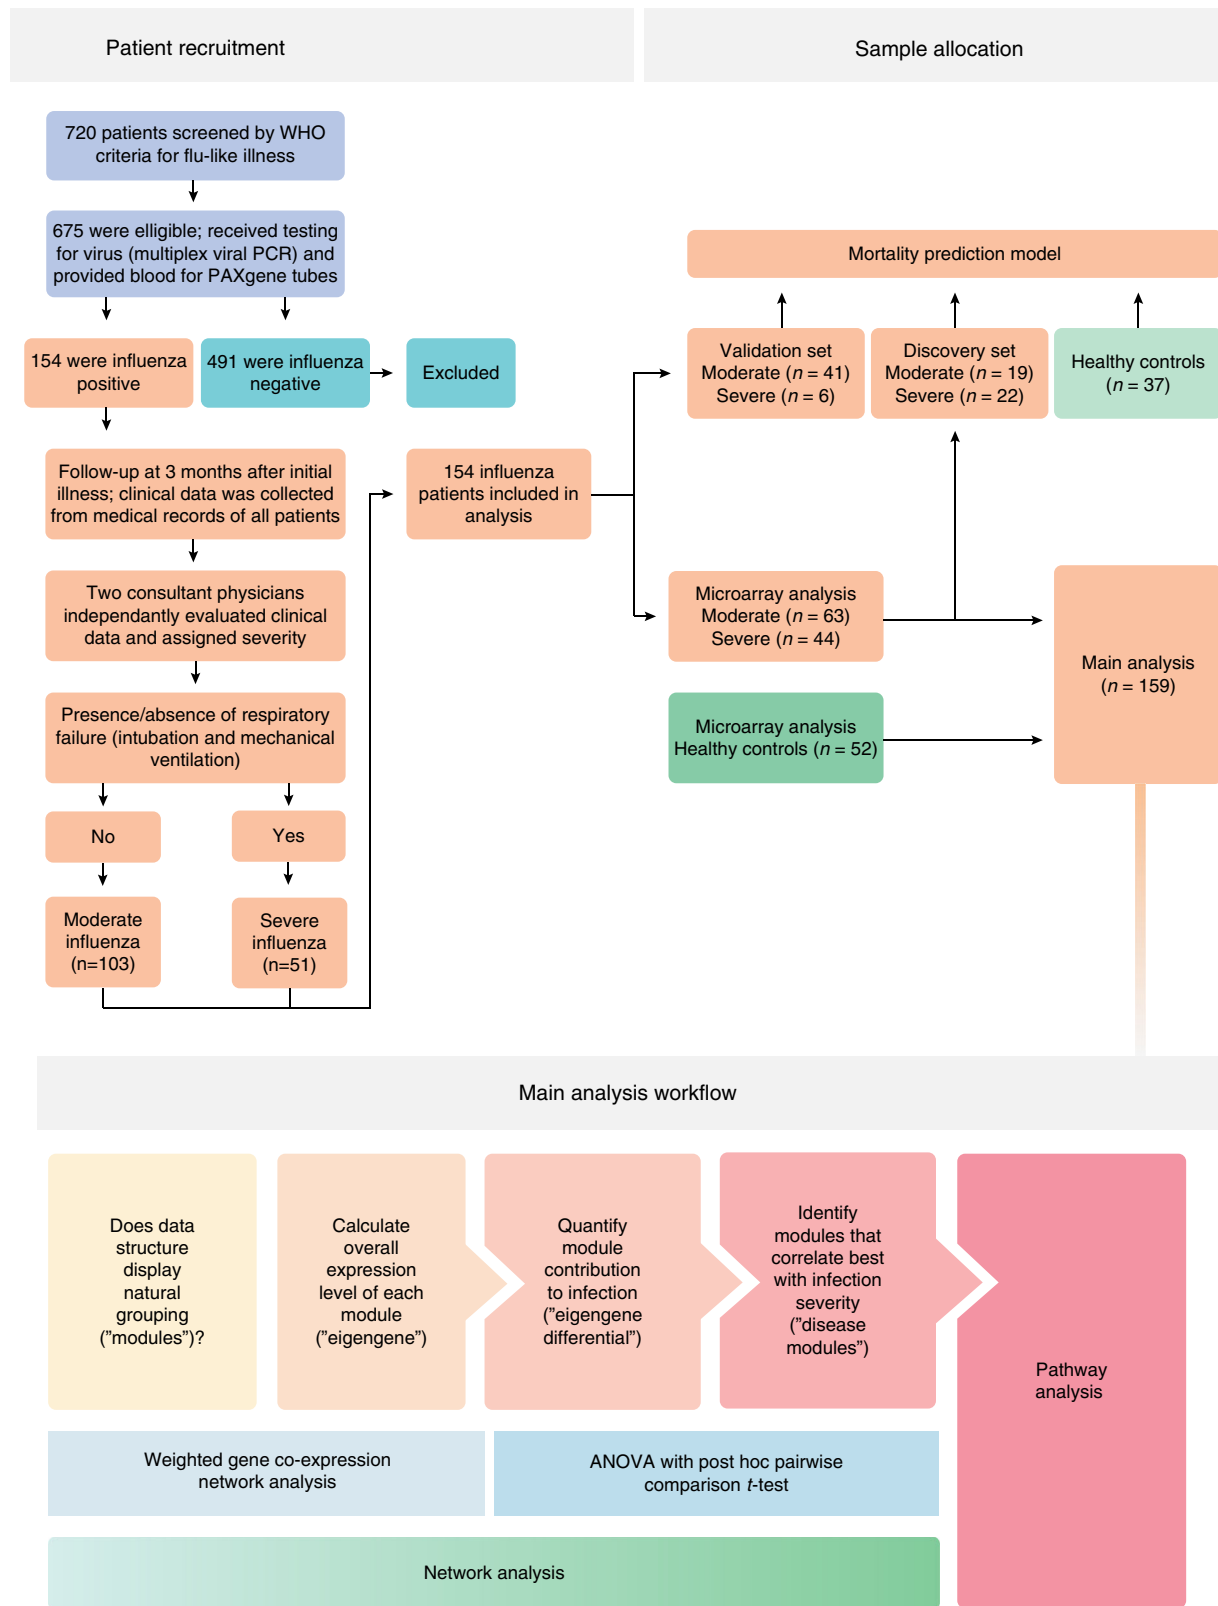 Patient recruitment
Sample allocation
720 patients screened by WHO
criteria for flu-like illness
675 were elligible; received testing
for virus (multiplex viral PCR) and
provided blood for PAXgene tubes
154 were influenza
positive
491 were influenza
negative
Excluded
Follow-up at 3 months after initial
illness; clinical data was collected
from medical records of all patients
Two consultant physicians
independantly evaluated clinical
data and assigned severity
Presence/absence of respiratory
failure (intubation and mechanical
ventilation)
No
Yes
Moderate
influenza
(n=103)
Severe
influenza
(n=51)
154 influenza
patients included in
analysis
Mortality prediction model
Validation set
Moderate (n = 41)
Severe (n = 6)
Discovery set
Moderate (n = 19)
Severe (n = 22)
Healthy controls
(n = 37)
Microarray analysis
Moderate (n = 63)
Severe (n = 44)
Microarray analysis
Healthy controls (n = 52)
Main analysis
(n = 159)
Main analysis workflow
Does data
structure
display
natural
grouping
("modules")?
Calculate
overall
expression
level of each
module
("eigengene")
Quantify
module
contribution
to infection
("eigengene
differential")
Identify
modules that
correlate best
with infection
severity
("disease
modules")
Pathway
analysis
Weighted gene co-expression
network analysis
ANOVA with post hoc pairwise
comparison t-test
Network analysis